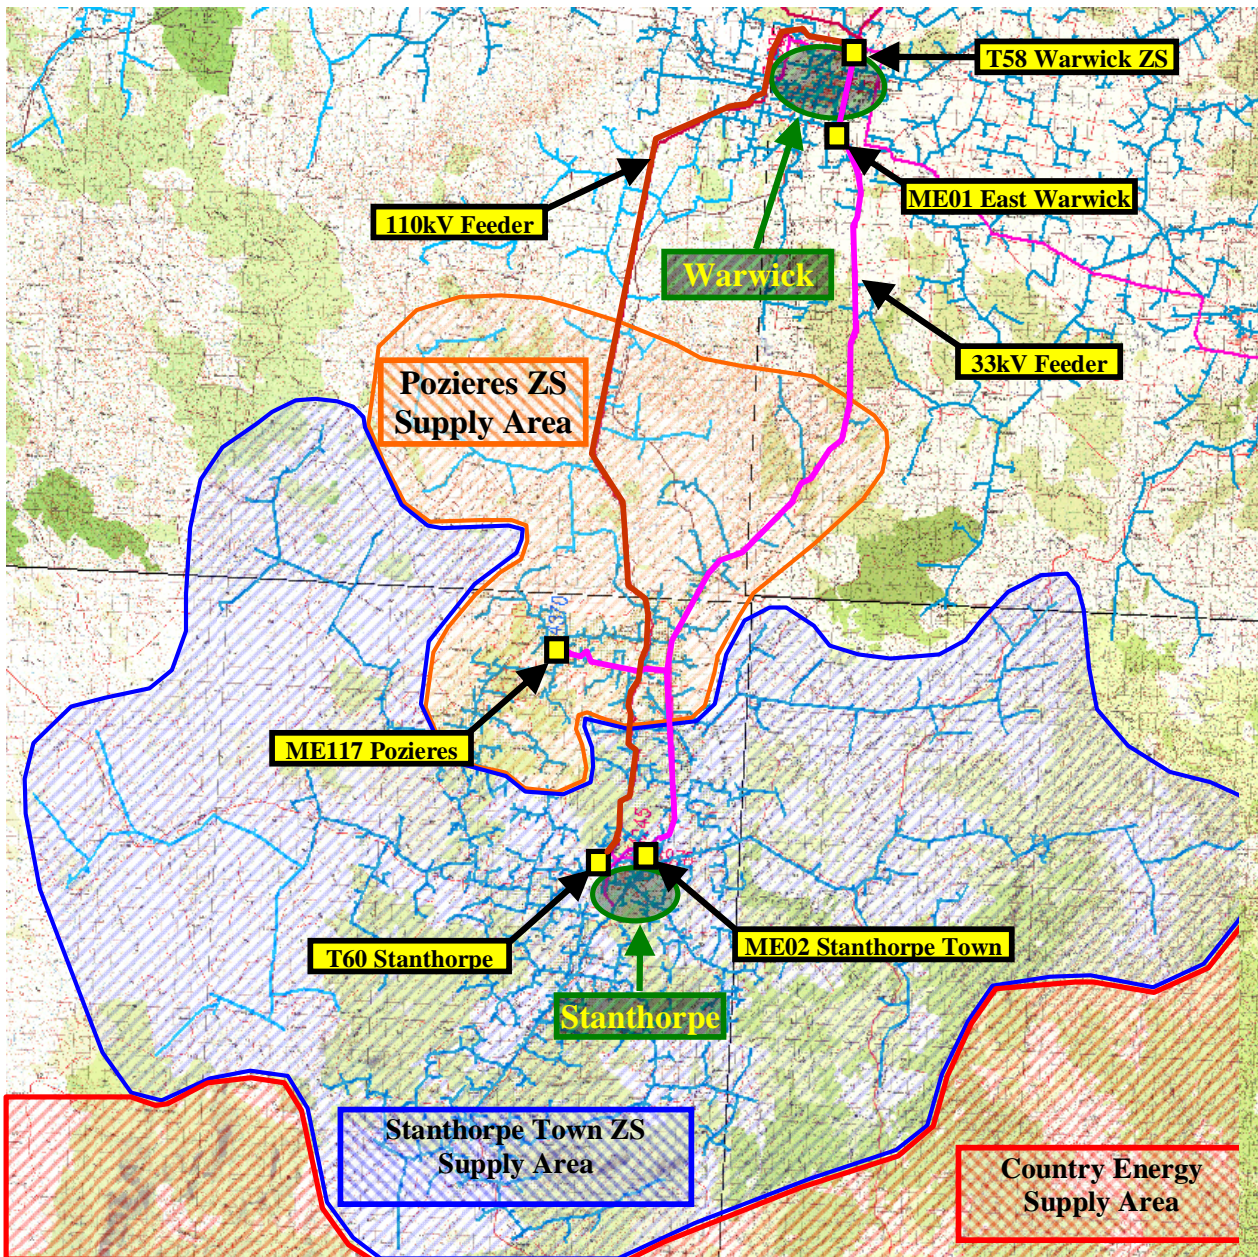 T58 Warwick ZS
ME01 East Warwick
110kV Feeder
Warwick
33kV Feeder
Pozieres ZS
Supply Area
4370
ME117 Pozieres
T60 Stanthorpe
ME02 Stanthorpe Town
Stanthorpe
Stanthorpe Town ZS
Supply Area
Country Energy
Supply Area